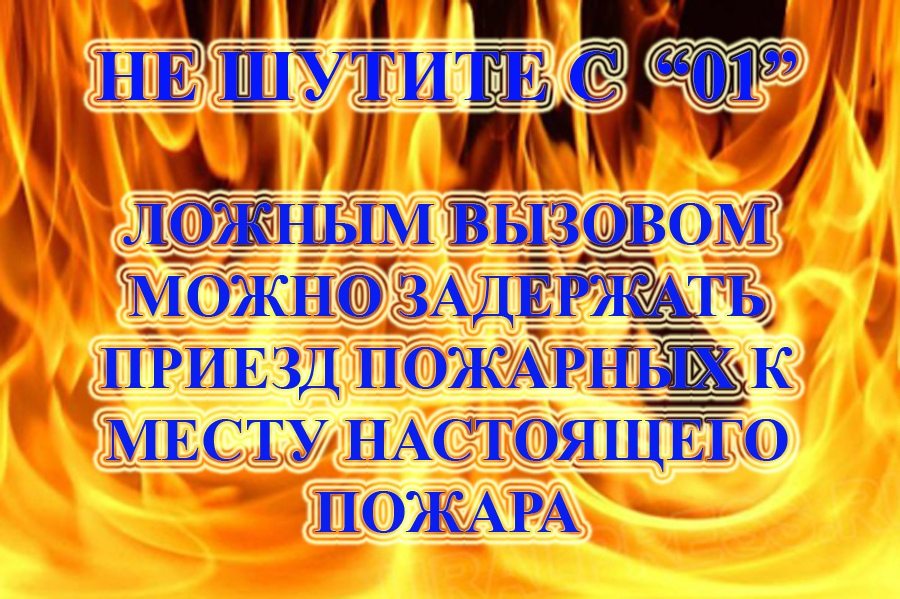 НЕ ШУТИТЕ С “01”
ЛОЖНЫМ ВЫЗОВОМ
МОЖНО ЗАДЕРЖАТЬ
ПРИЕЗД ПОЖАРНЫХ К
МЕСТУ НАСТОЯЩЕГО
ПОЖАРА